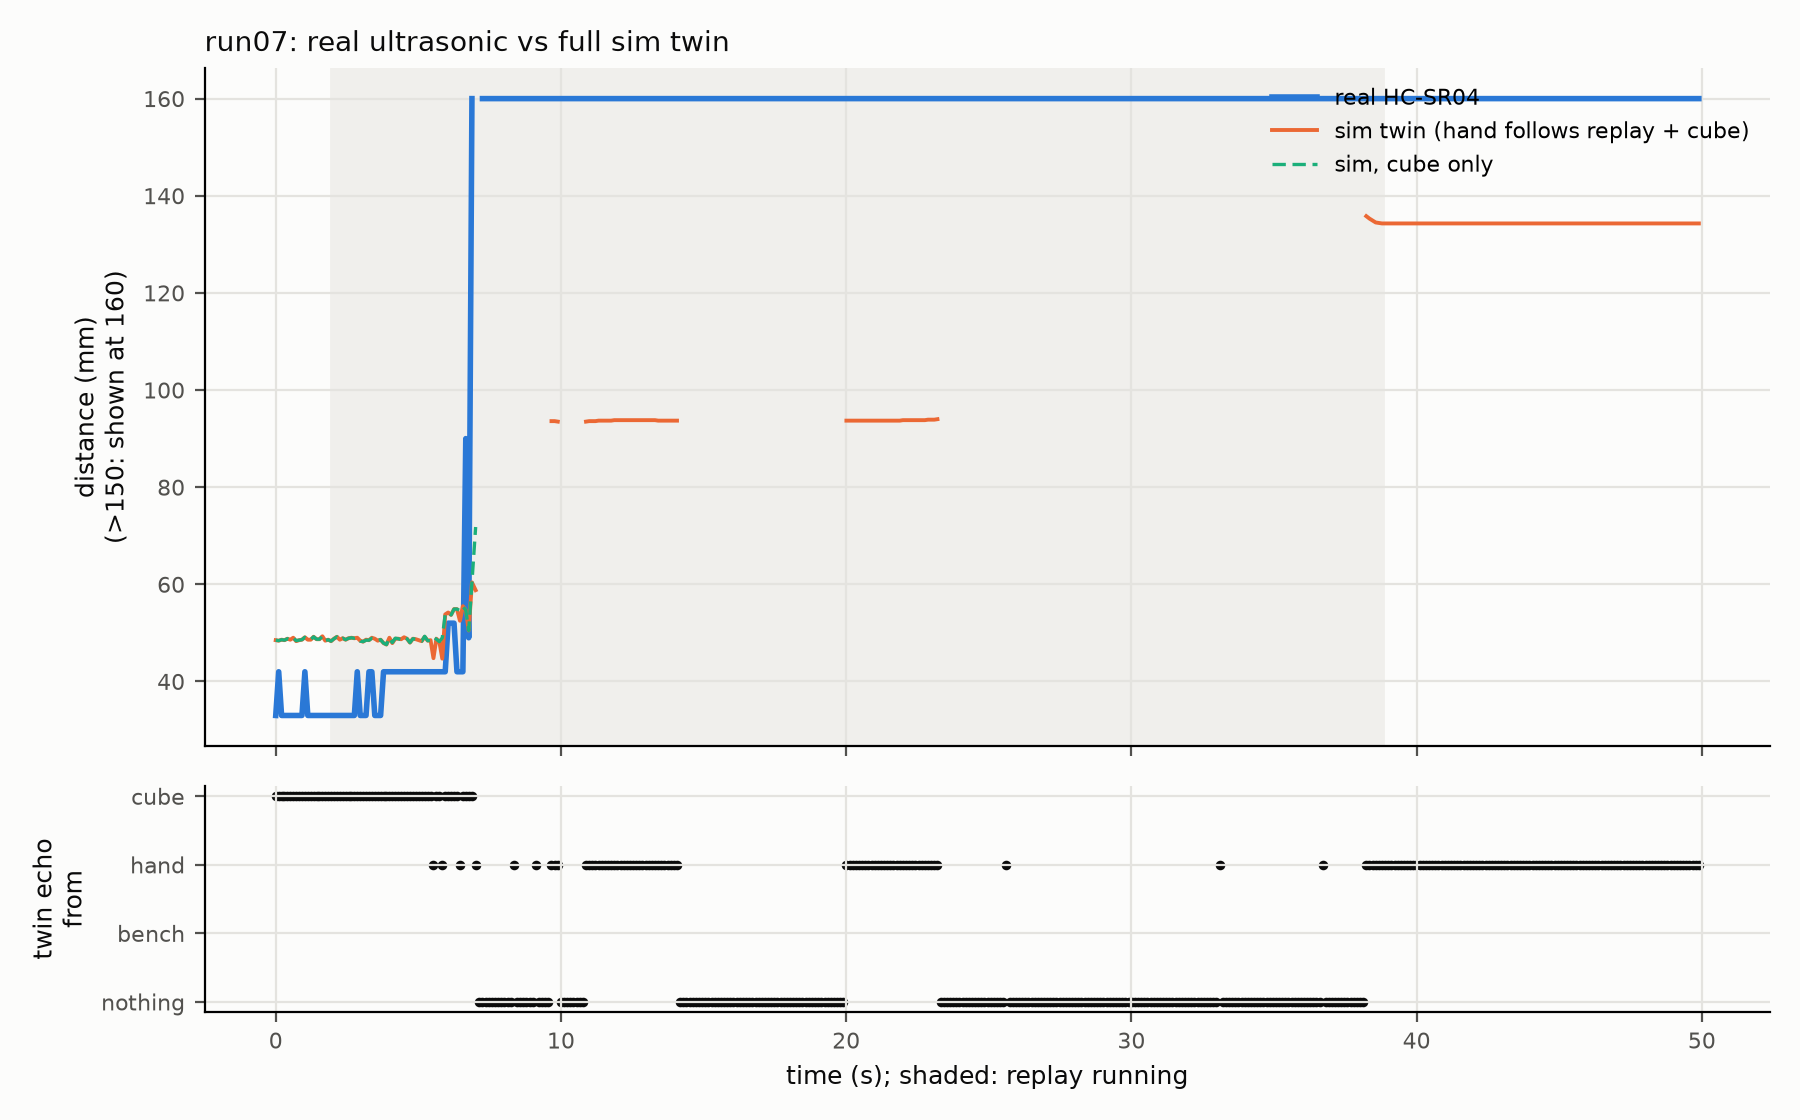 run07: real ultrasonic vs full sim twin
distance (mm)
(>150: shown at 160)
160
140
120
100
80
60
40
real HC-SR04
sim twin (hand follows replay + cube)
sim, cube only
twin echo
from
cube
hand
bench
nothing
0 10 20 30 40 50
time (s); shaded: replay running